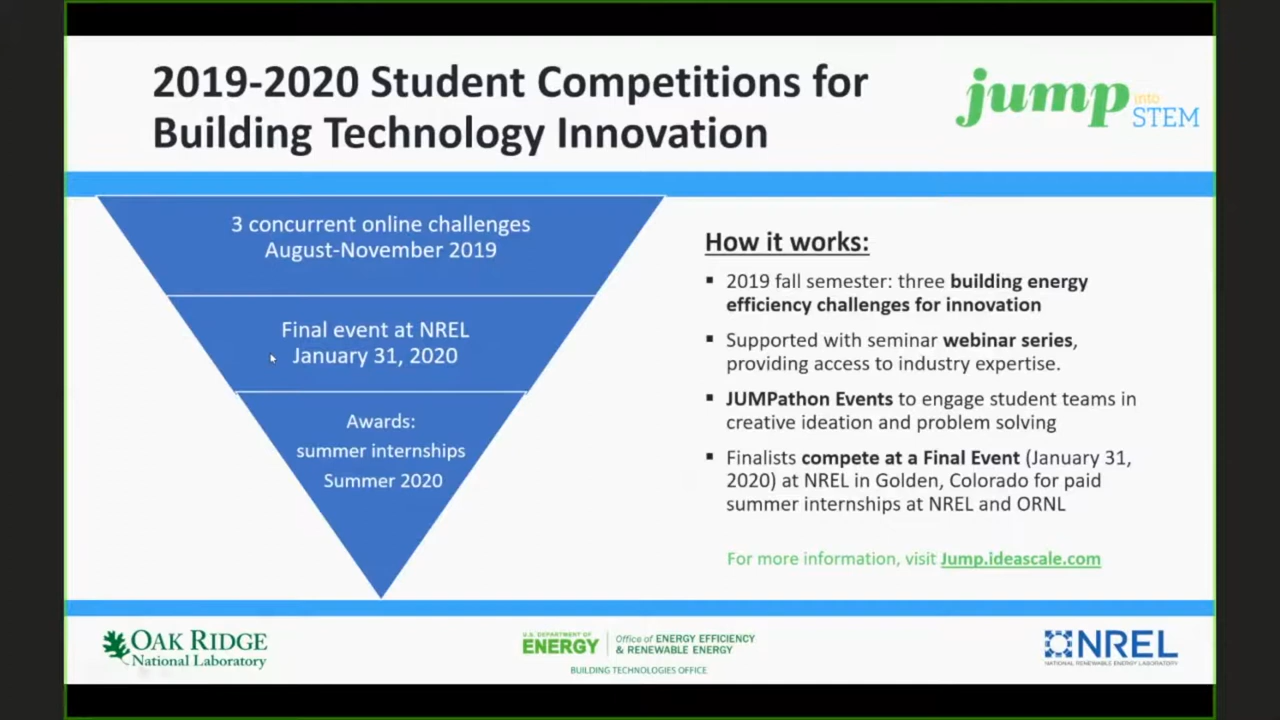 2019-2020 Student Competitions for
Building Technology Innovation
jump into STEM
3 concurrent online challenges
August-November 2019
Final event at NREL
January 31, 2020
Awards:
summer internships
Summer 2020
How it works:
▪ 2019 fall semester: three building energy
efficiency challenges for innovation
▪ Supported with seminar webinar series,
providing access to industry expertise.
▪ JUMPathon Events to engage student teams in
creative ideation and problem solving
▪ Finalists compete at a Final Event (January 31,
2020) at NREL in Golden, Colorado for paid
summer internships at NREL and ORNL
For more information, visit Jump.ideascale.com
OAK RIDGE
National Laboratory
U.S. DEPARTMENT OF
ENERGY
Office of ENERGY EFFICIENCY
& RENEWABLE ENERGY
BUILDING TECHNOLOGIES OFFICE
NREL
NATIONAL RENEWABLE ENERGY LABORATORY